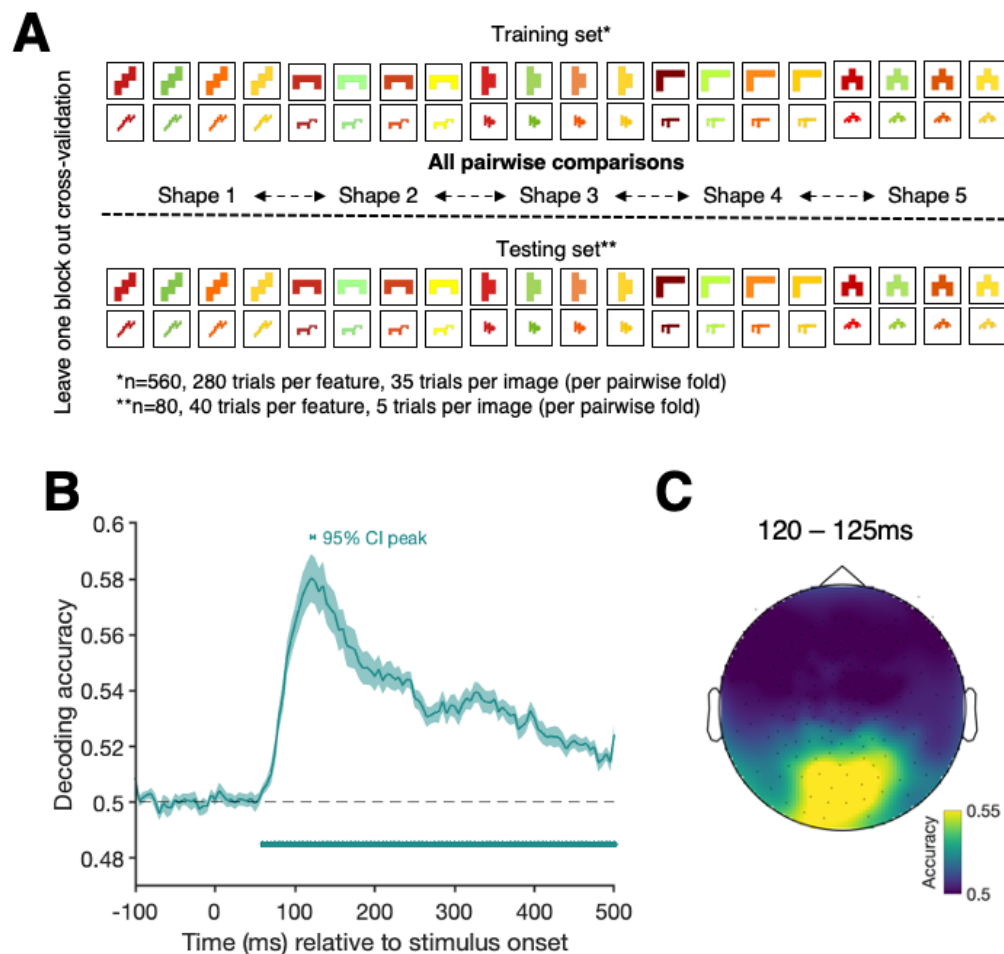 A
Training set*
Leave one block out cross-validation
All pairwise comparisons
Shape 1 Shape 2 Shape 3 Shape 4 Shape 5
Testing set**
*n=560, 280 trials per feature, 35 trials per image (per pairwise fold)
**n=80, 40 trials per feature, 5 trials per image (per pairwise fold)
B
Decoding accuracy
0.6
0.58
0.56
0.54
0.52
0.5
0.48
95% CI peak
-100 0 100 200 300 400 500
Time (ms) relative to stimulus onset
C
120 – 125ms
Accuracy
0.55
0.5